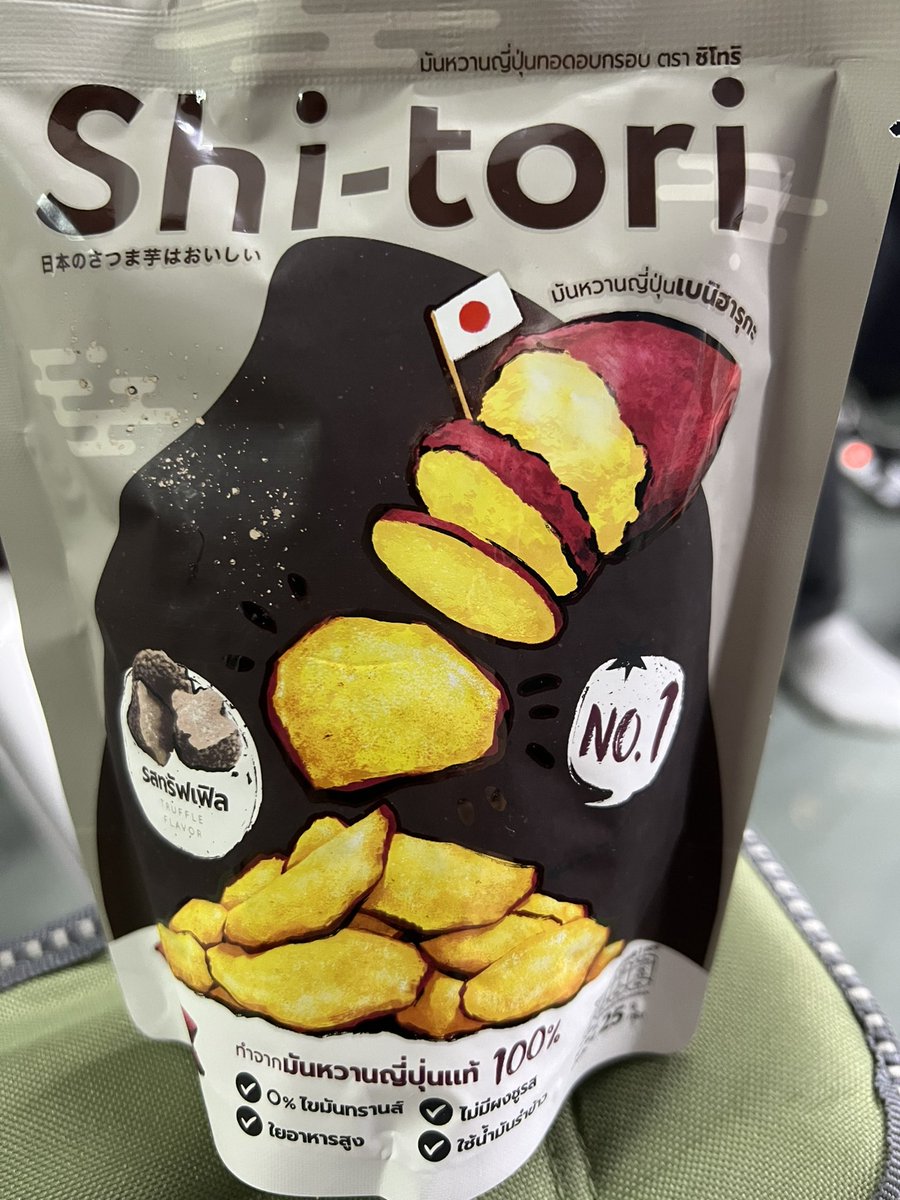 มันหวานญี่ปุ่นทอดอบกรอบ ตรา ชิโทริ
Shi-tori
日本のさつま芋はおいしい
มันหวานญี่ปุ่นเบนีฮารุกะ
NO.1
รสทรัฟเฟิล
TRUFFLE
FLAVOR
25
ทำจากมันหวานญี่ปุ่นแท้ 100%
0% ไขมันทรานส์
ไม่มีผงชูรส
ใยอาหารสูง
ใช้น้ำมันรำข้าว